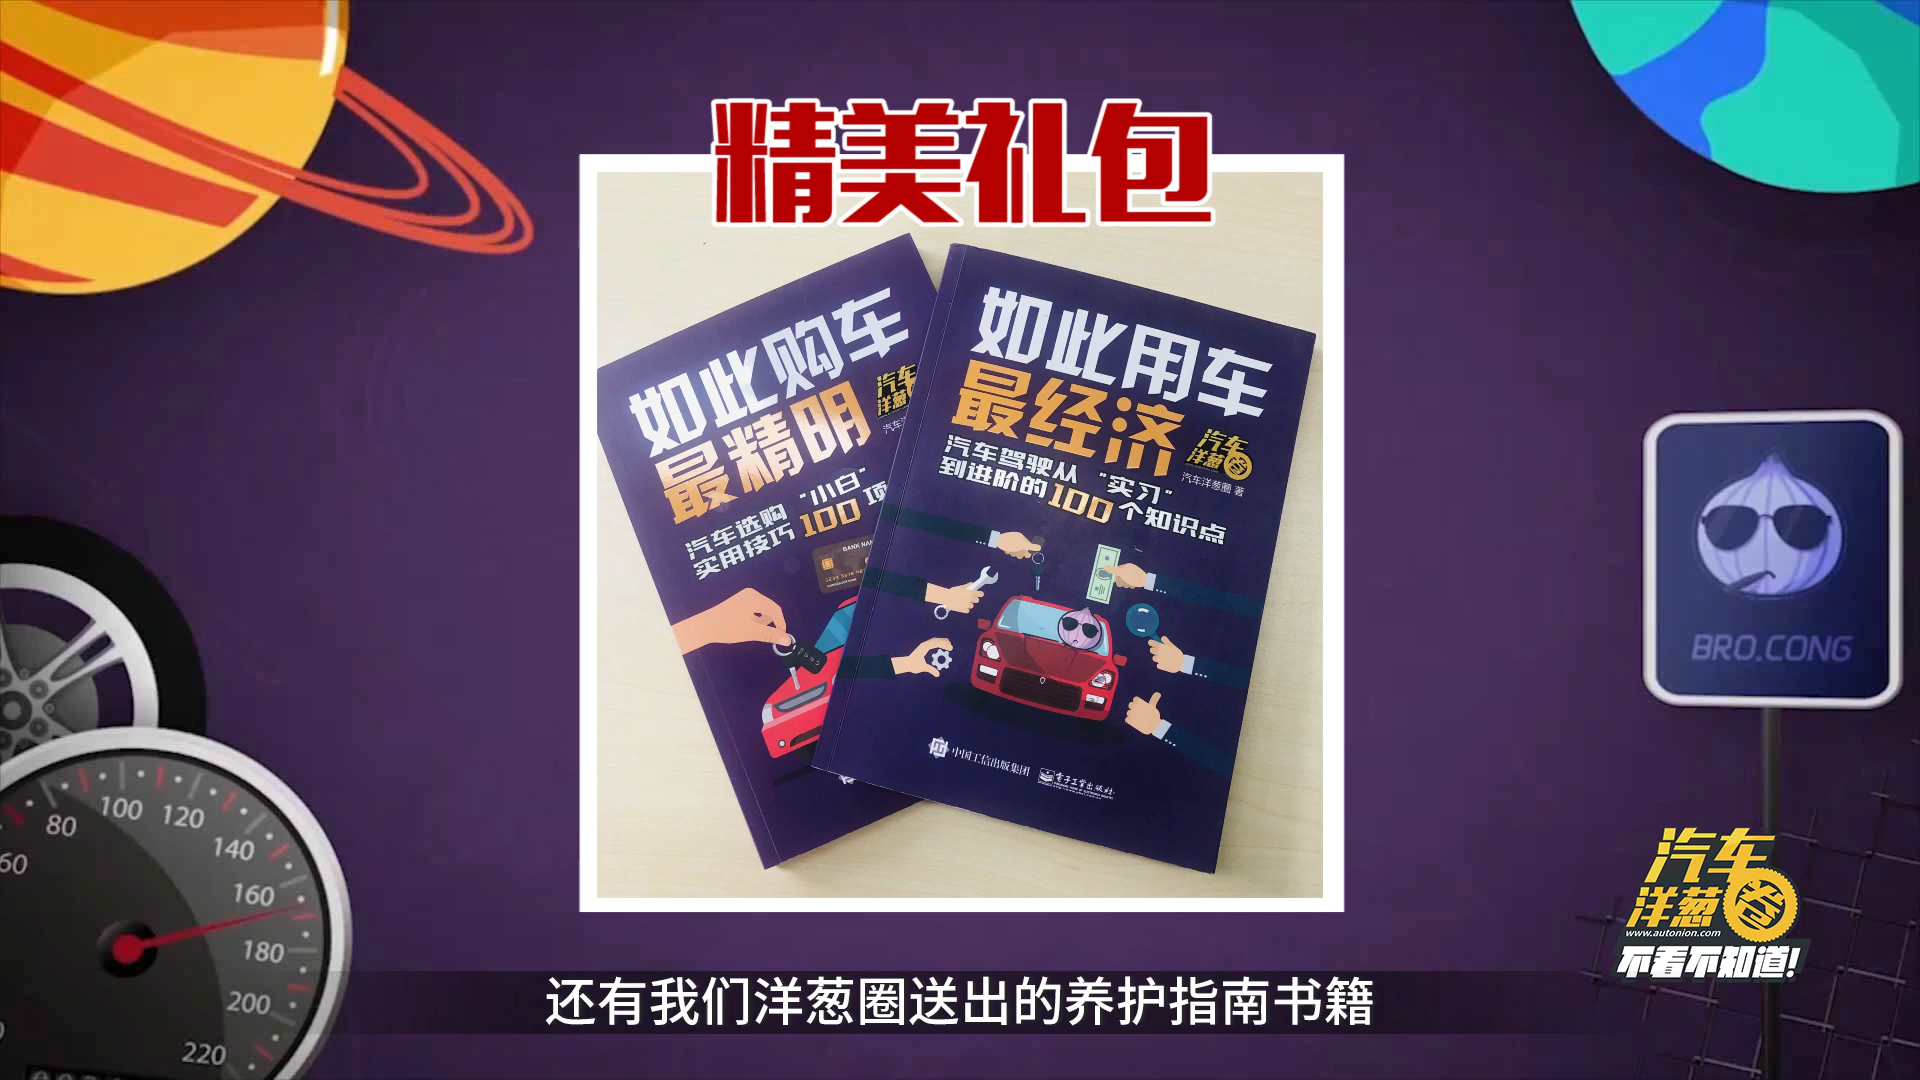 精美礼包
如此购车
最精明
汽车
洋葱
汽车选购“小白”
实用技巧100项
BANK NAM
如此用车
最经济
汽车
洋葱圈
汽车洋葱圈 著
汽车驾驶从“实习”
到进阶的100个知识点
中国工信出版集团
电子工业出版社
BRO.CONG
60
80
100
120
140
160
180
200
220
汽车
洋葱圈
www.autonion.com
不看不知道!
还有我们洋葱圈送出的养护指南书籍